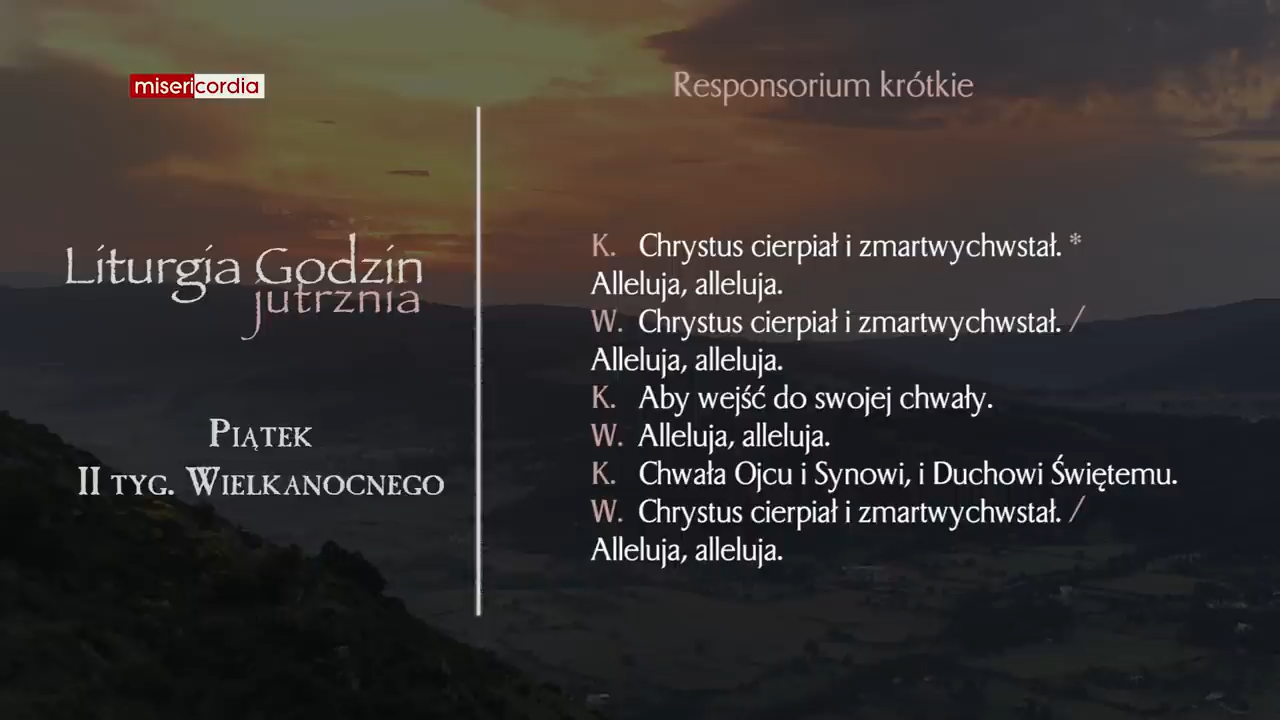 misericordia
Responsorium krótkie
Liturgia Godzin
jutrznia
Piątek
II tyg. Wielkanocnego
K. Chrystus cierpiał i zmartwychwstał. *
Alleluja, alleluja.
W. Chrystus cierpiał i zmartwychwstał. /
Alleluja, alleluja.
K. Aby wejść do swojej chwały.
W. Alleluja, alleluja.
K. Chwała Ojcu i Synowi, i Duchowi Świętemu.
W. Chrystus cierpiał i zmartwychwstał. /
Alleluja, alleluja.